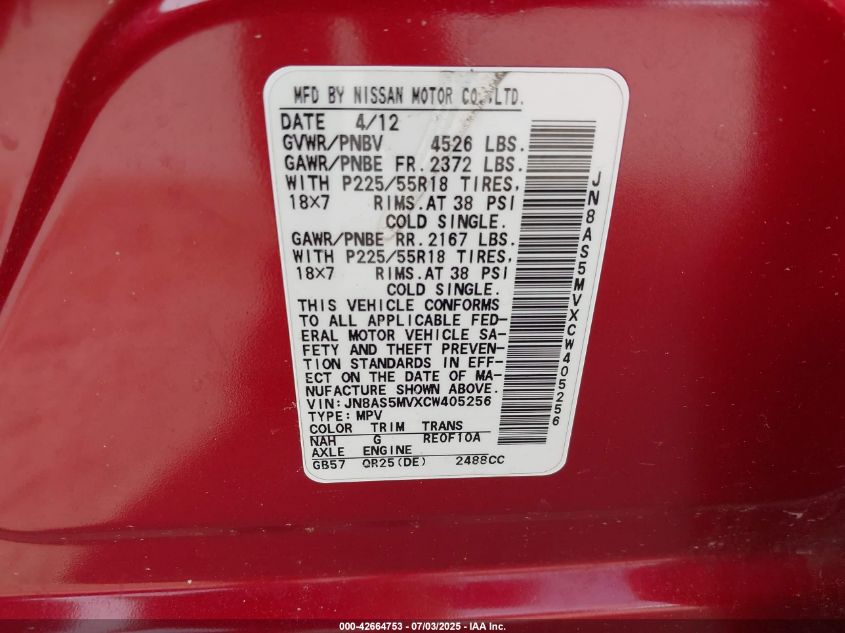 MFD BY NISSAN MOTOR CO.,LTD.
DATE 4/12
GVWR/PNBV 4526 LBS.
GAWR/PNBE FR. 2372 LBS.
WITH P225/55R18 TIRES,
18X7 RIMS. AT 38 PSI
COLD SINGLE.
GAWR/PNBE RR. 2167 LBS.
WITH P225/55R18 TIRES,
18X7 RIMS. AT 38 PSI
COLD SINGLE.
THIS VEHICLE CONFORMS
TO ALL APPLICABLE FED-
ERAL MOTOR VEHICLE SA-
FETY AND THEFT PREVEN-
TION STANDARDS IN EFF-
ECT ON THE DATE OF MA-
NUFACTURE SHOWN ABOVE.
VIN: JN8AS5MVXCW405256
TYPE: MPV
COLOR TRIM TRANS
NAH G RE0F10A
AXLE ENGINE
GB57 QR25(DE) 2488CC
JN8AS5MVXCW405256
000-42664753 - 07/03/2025 - IAA Inc.